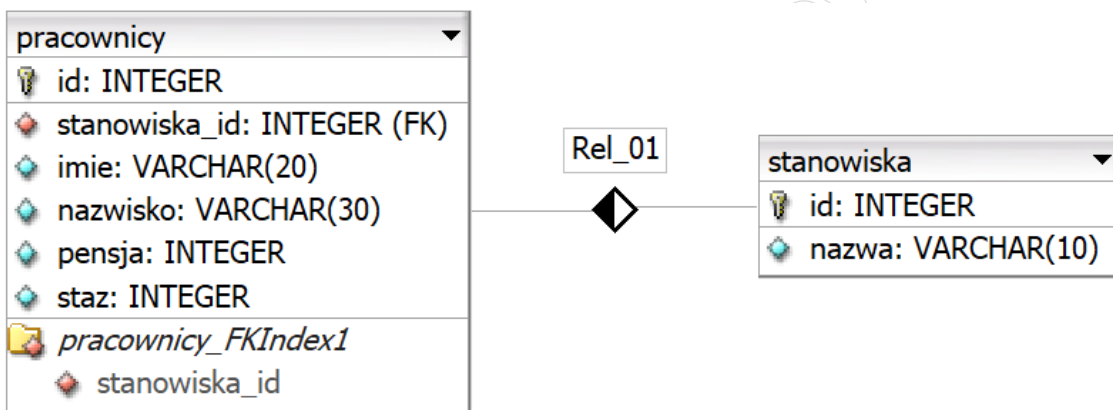 pracownicy
id: INTEGER
stanowiska_id: INTEGER (FK)
imie: VARCHAR(20)
nazwisko: VARCHAR(30)
pensja: INTEGER
staz: INTEGER
pracownicy_FKIndex1
stanowiska_id
Rel_01
stanowiska
id: INTEGER
nazwa: VARCHAR(10)